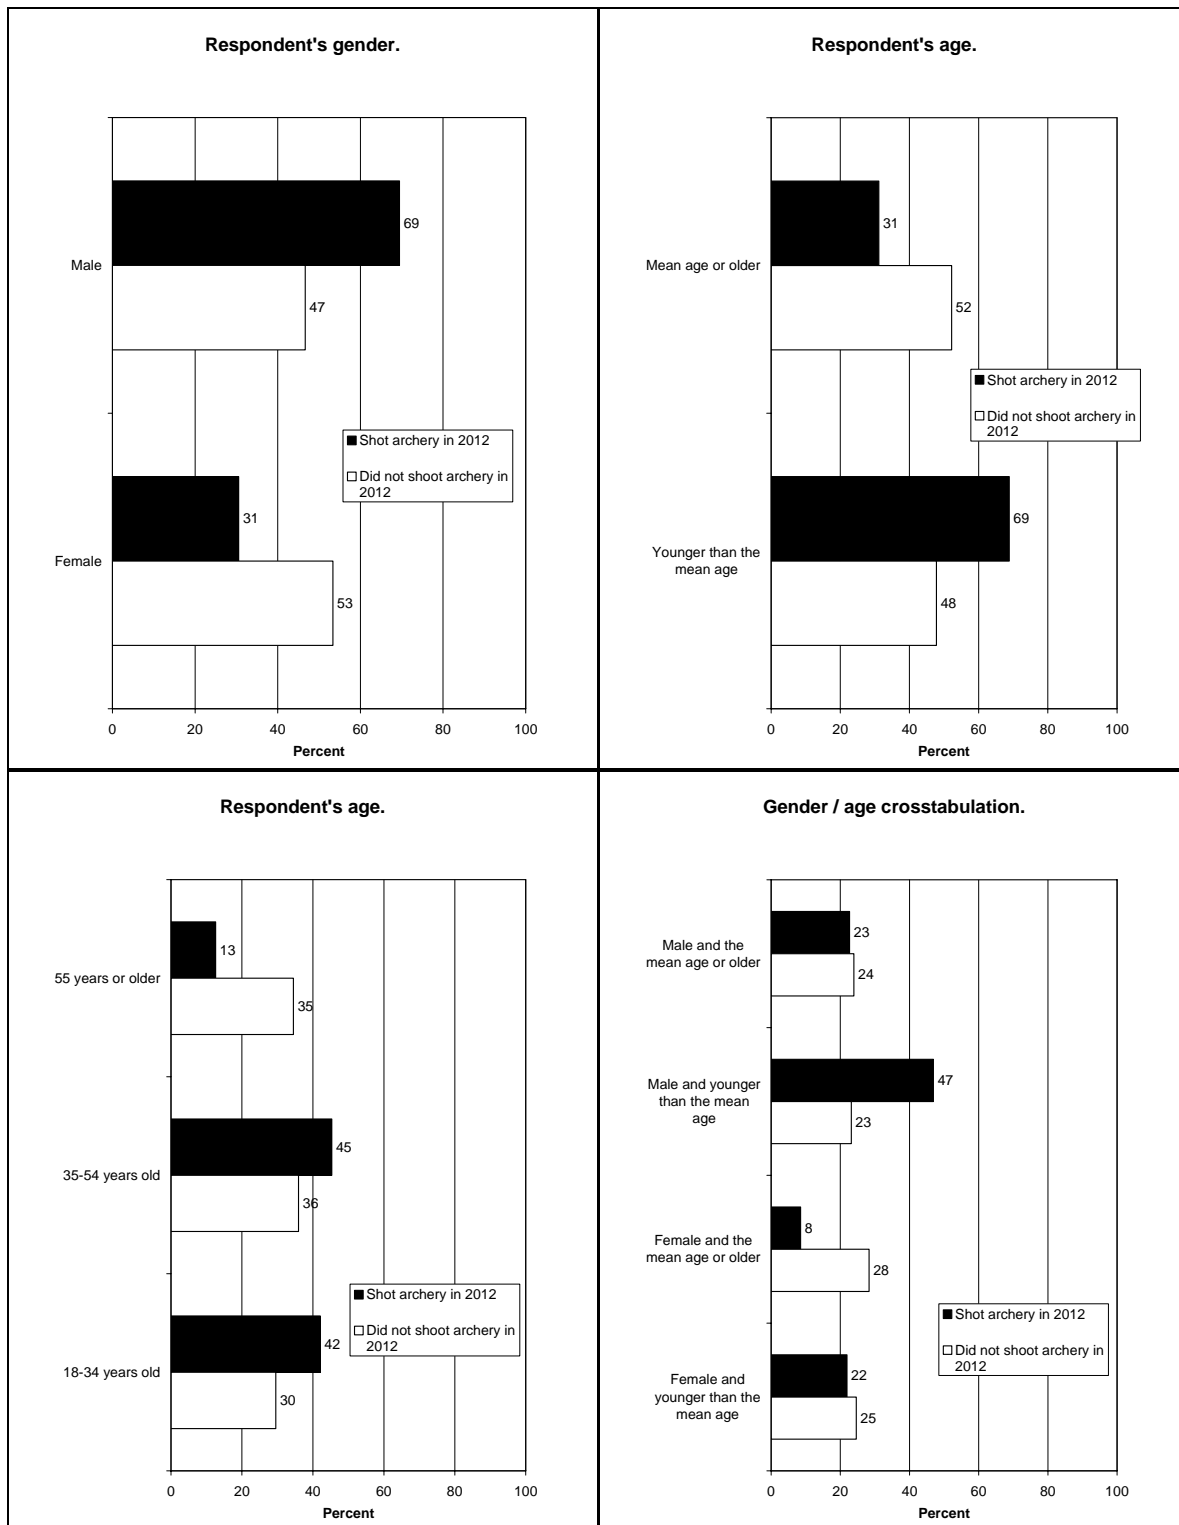 Respondent's gender.
Male
69
47
Shot archery in 2012
Did not shoot archery in
2012
Female
31
53
0 20 40 60 80 100
Percent
Respondent's age.
Mean age or older
31
52
Shot archery in 2012
Did not shoot archery in
2012
Younger than the
mean age
69
48
0 20 40 60 80 100
Percent
Respondent's age.
55 years or older
13
35
35-54 years old
45
36
Shot archery in 2012
Did not shoot archery in
2012
18-34 years old
42
30
0 20 40 60 80 100
Percent
Gender / age crosstabulation.
Male and the
mean age or older
23
24
Male and younger
than the mean
age
47
23
Female and the
mean age or older
8
28
Shot archery in 2012
Did not shoot archery in
2012
Female and
younger than the
mean age
22
25
0 20 40 60 80 100
Percent